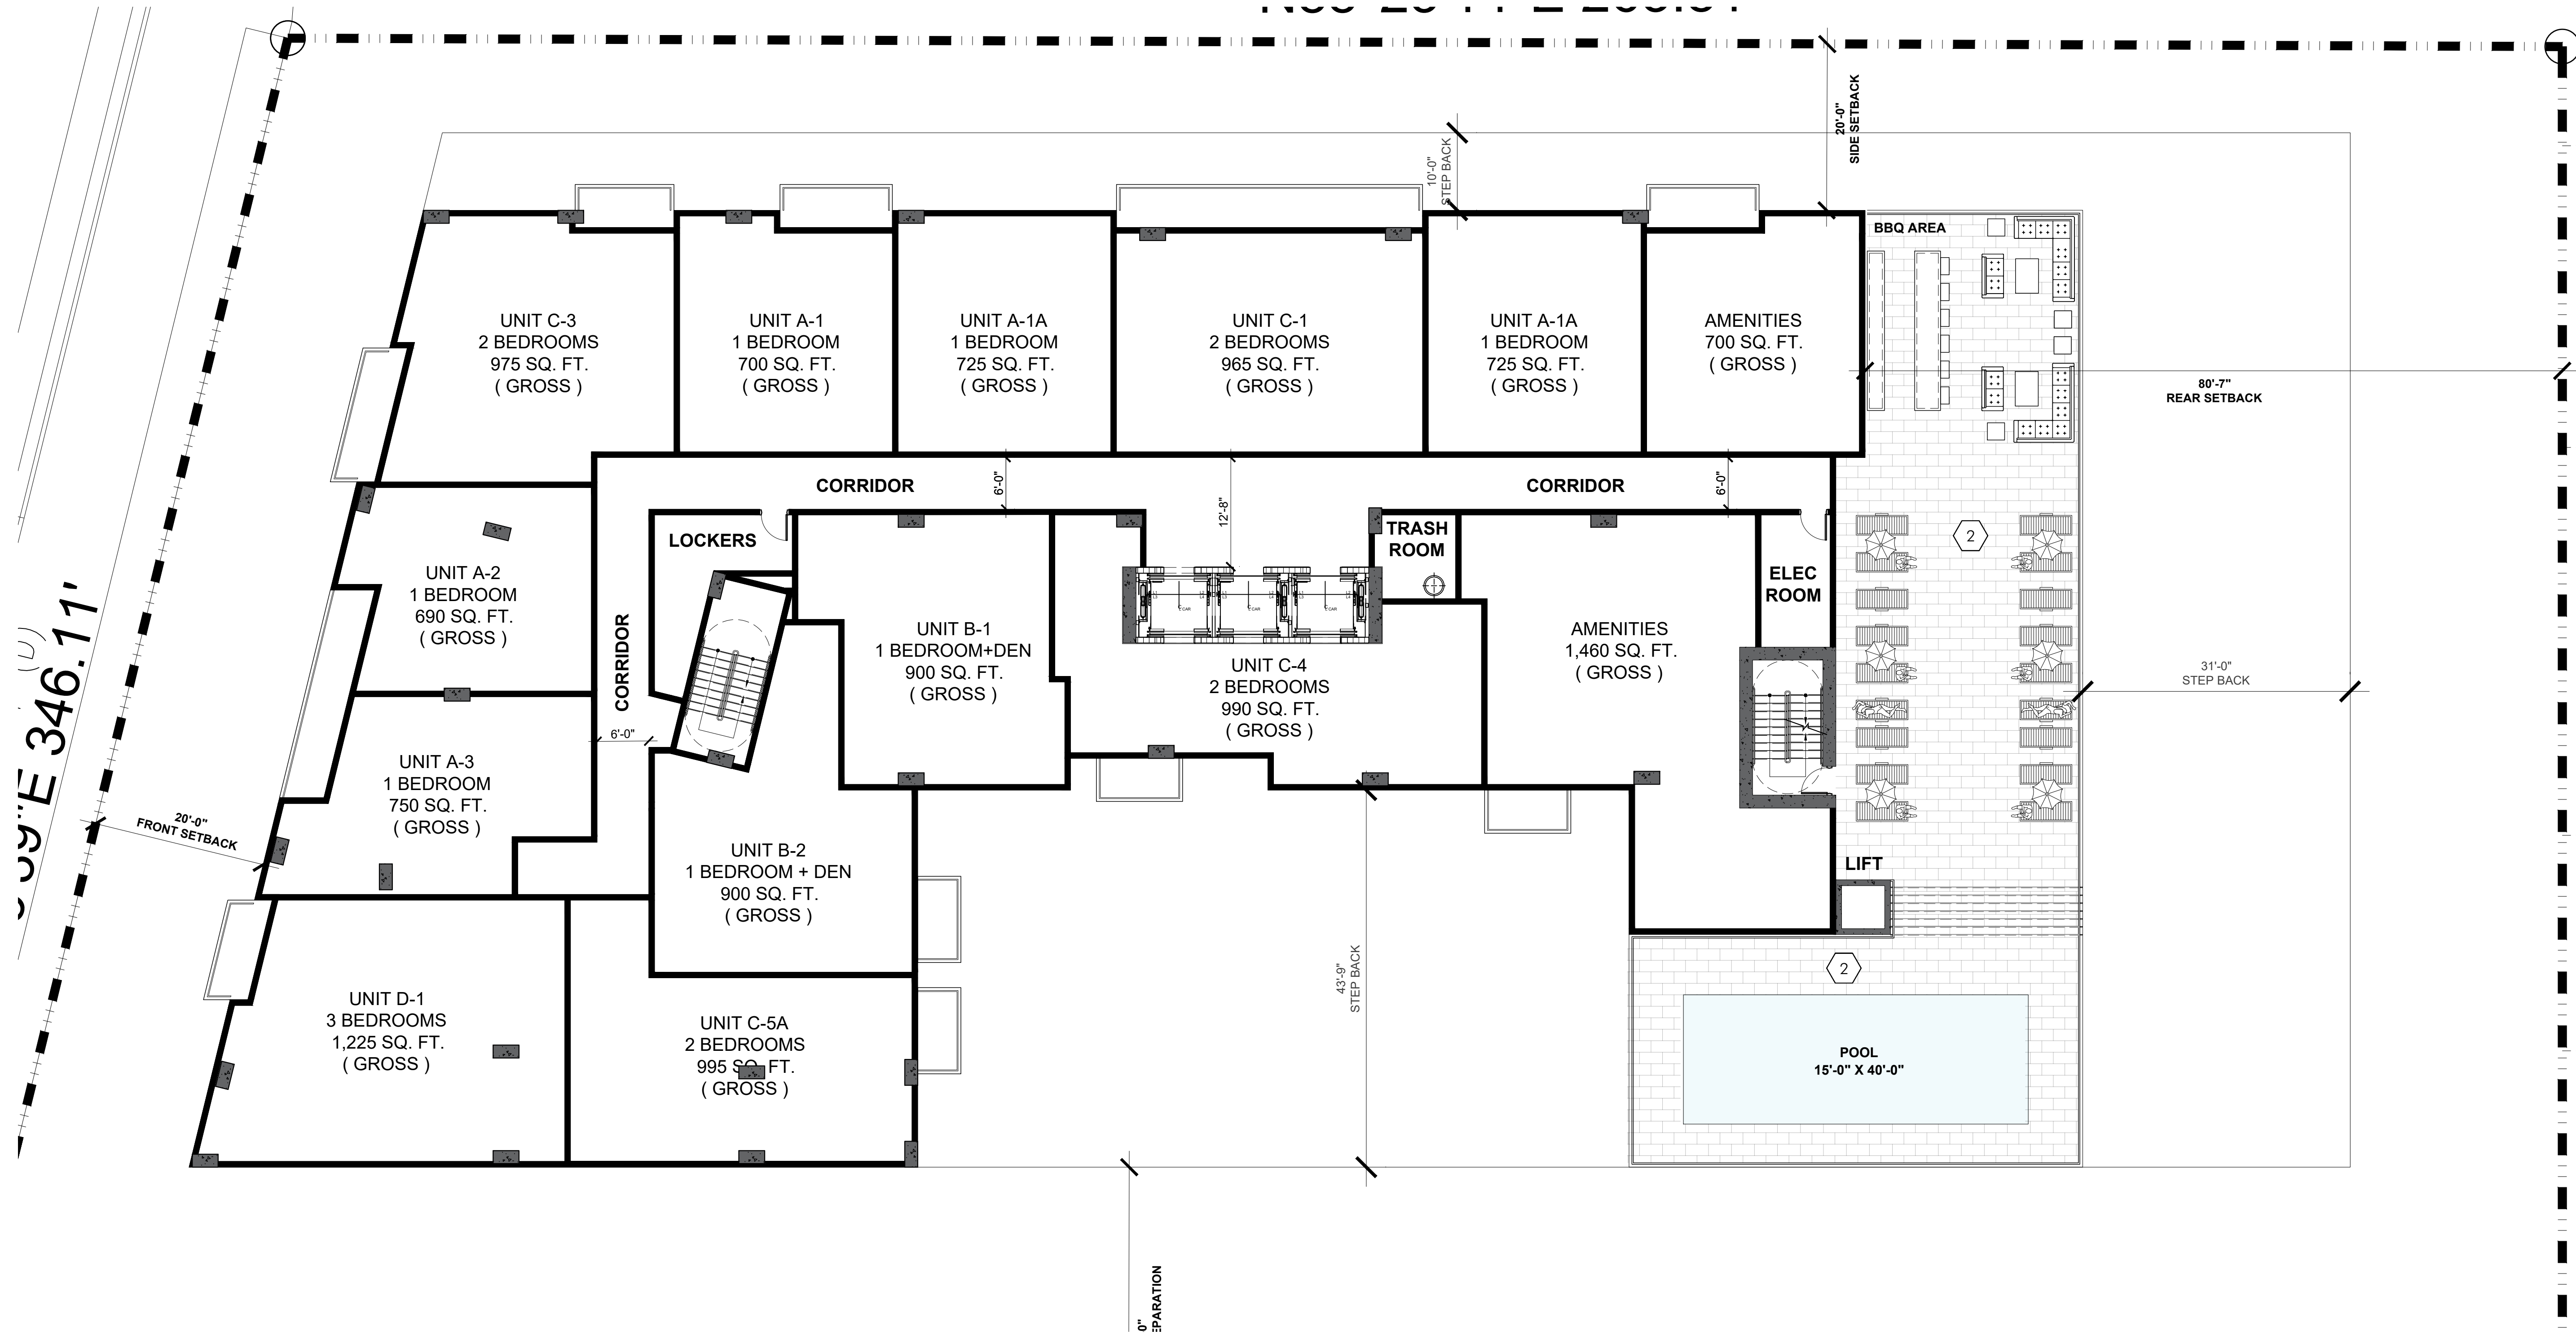 20'-0"
SIDE SETBACK
10'-0"
STEP BACK
BBQ AREA
UNIT C-3
2 BEDROOMS
975 SQ. FT.
( GROSS )
UNIT A-1
1 BEDROOM
700 SQ. FT.
( GROSS )
UNIT A-1A
1 BEDROOM
725 SQ. FT.
( GROSS )
UNIT C-1
2 BEDROOMS
965 SQ. FT.
( GROSS )
UNIT A-1A
1 BEDROOM
725 SQ. FT.
( GROSS )
AMENITIES
700 SQ. FT.
( GROSS )
80'-7"
REAR SETBACK
CORRIDOR
6'-0"
12'-8"
CORRIDOR
6'-0"
LOCKERS
TRASH
ROOM
2
ELEC
ROOM
UNIT A-2
1 BEDROOM
690 SQ. FT.
( GROSS )
CORRIDOR
6'-0"
CAR
CAR
CAR
UNIT B-1
1 BEDROOM+DEN
900 SQ. FT.
( GROSS )
UNIT C-4
2 BEDROOMS
990 SQ. FT.
( GROSS )
AMENITIES
1,460 SQ. FT.
( GROSS )
31'-0"
STEP BACK
E 346.11'
UNIT A-3
1 BEDROOM
750 SQ. FT.
( GROSS )
20'-0"
FRONT SETBACK
UNIT B-2
1 BEDROOM + DEN
900 SQ. FT.
( GROSS )
LIFT
43'-9"
STEP BACK
2
UNIT D-1
3 BEDROOMS
1,225 SQ. FT.
( GROSS )
UNIT C-5A
2 BEDROOMS
995 SQ. FT.
( GROSS )
POOL
15'-0" X 40'-0"